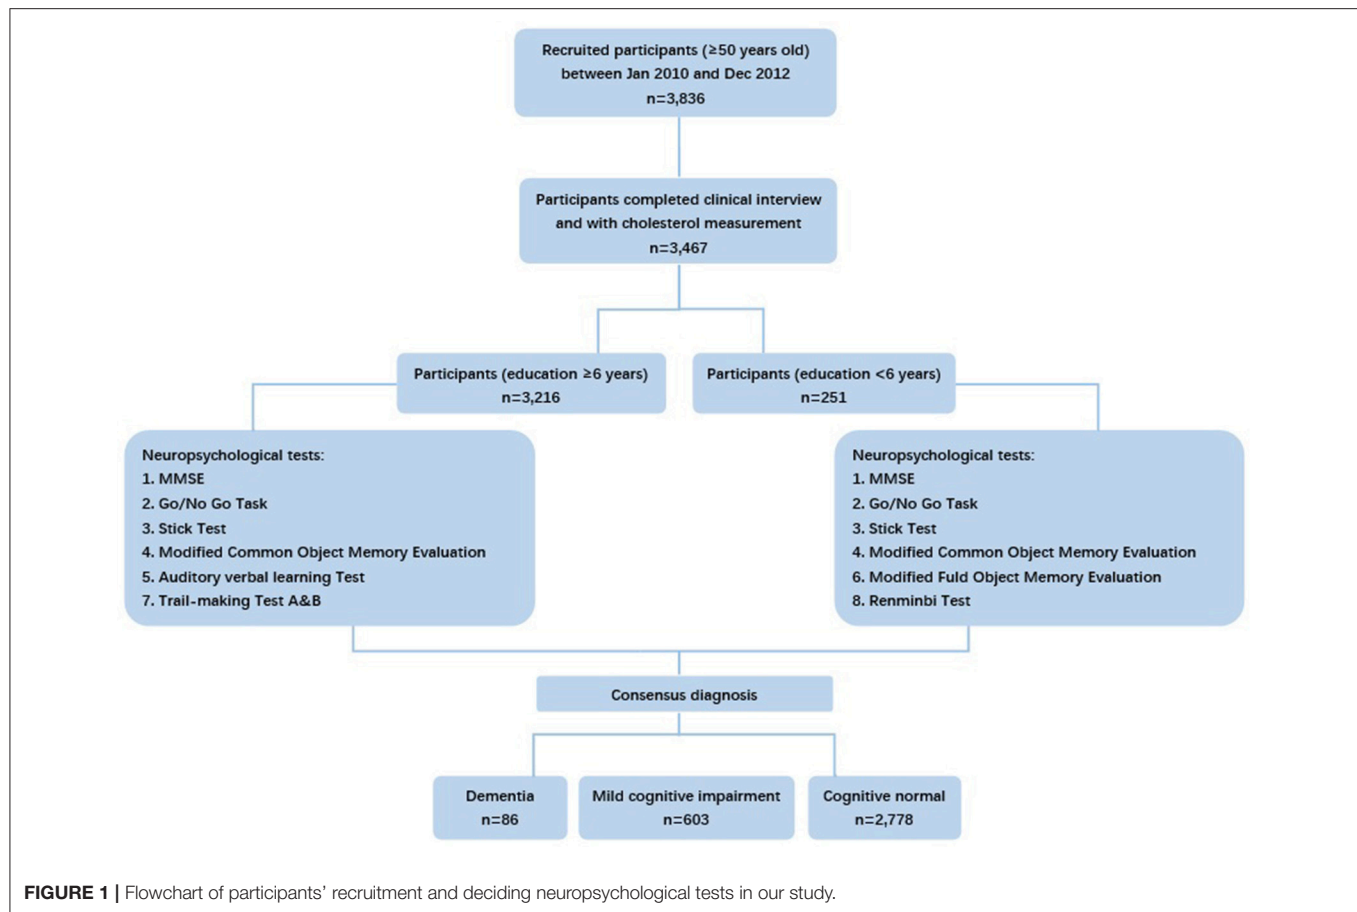 Recruited participants (≥50 years old)
between Jan 2010 and Dec 2012
n=3,836
Participants completed clinical interview
and with cholesterol measurement
n=3,467
Participants (education ≥6 years)
n=3,216
Participants (education <6 years)
n=251
Neuropsychological tests:
1. MMSE
2. Go/No Go Task
3. Stick Test
4. Modified Common Object Memory Evaluation
5. Auditory verbal learning Test
7. Trail-making Test A&B
Neuropsychological tests:
1. MMSE
2. Go/No Go Task
3. Stick Test
4. Modified Common Object Memory Evaluation
6. Modified Fuld Object Memory Evaluation
8. Renminbi Test
Consensus diagnosis
Dementia
n=86
Mild cognitive impairment
n=603
Cognitive normal
n=2,778
FIGURE 1 | Flowchart of participants' recruitment and deciding neuropsychological tests in our study.